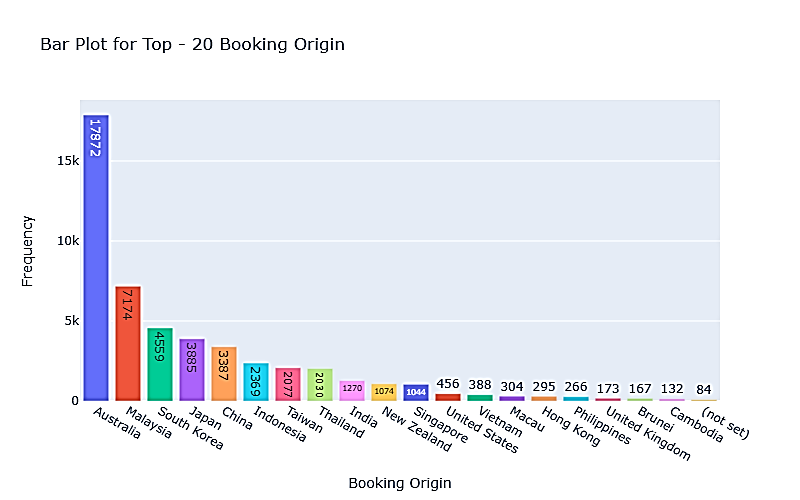 Bar Plot for Top - 20 Booking Origin
Frequency
15k
10k
5k
0
17872
7174
4559
3885
3387
2369
2077
2030
1270
1074
1044
456
388
304
295
266
173
167
132
84
Australia
Malaysia
South Korea
Japan
China
Indonesia
Taiwan
Thailand
India
New Zealand
Singapore
United States
Vietnam
Macau
Hong Kong
Philippines
United Kingdom
Brunei
Cambodia
(not set)
Booking Origin